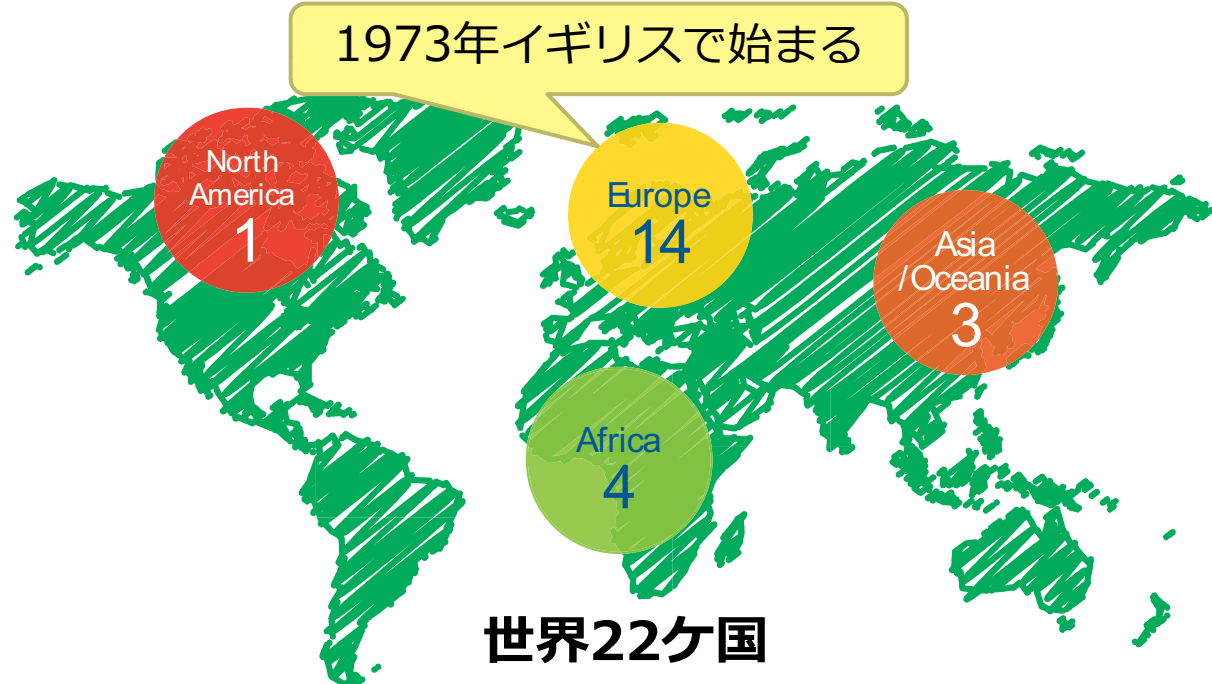 1973年イギリスで始まる
North
America
1
Europe
14
Asia
/Oceania
3
Africa
4
世界22ケ国